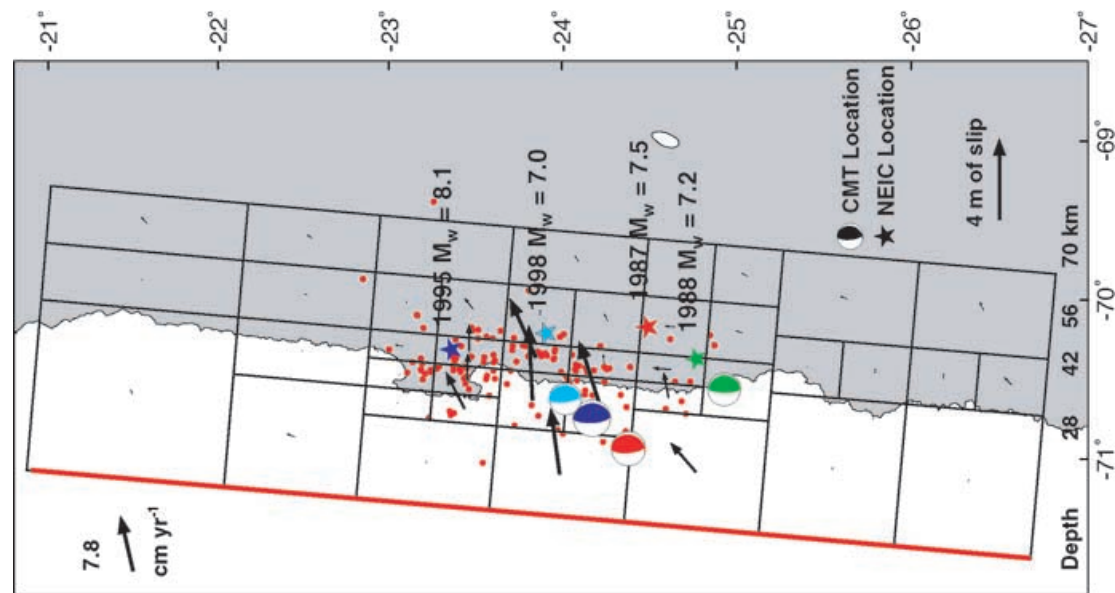 -21°
-22°
-23°
-24°
-25°
-26°
-27°
7.8
cm yr-1
1995 Mw = 8.1
1998 Mw = 7.0
1987 Mw = 7.5
1988 Mw = 7.2
CMT Location
NEIC Location
4 m of slip
Depth 28 42 56 70 km
-71°
-70°
-69°